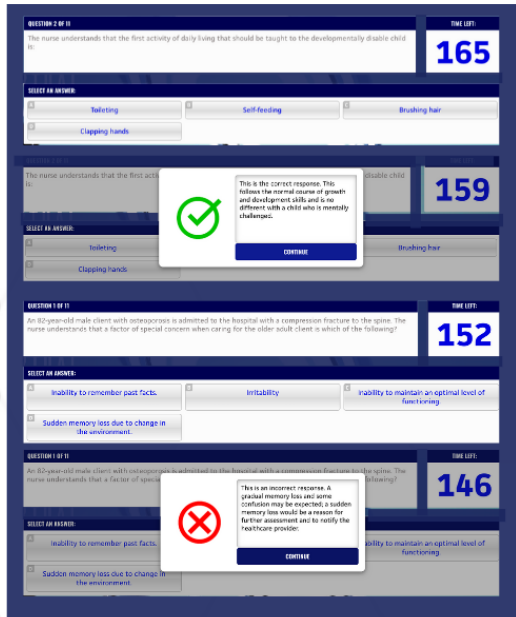 QUESTION 2 OF 11
TIME LEFT:
The nurse understands that the first activity of daily living that should be taught to the developmentally disable child
is:
165
SELECT AN ANSWER:
A
Toileting
B
Self-feeding
C
Brushing hair
D
Clapping hands
QUESTION 2 OF 11
TIME LEFT:
The nurse understands that the first acti
disable child
is:
159
This is the correct response. This
follows the normal course of growth
and development skills and is no
different with a child who is mentally
challenged.
CONTINUE
SELECT AN ANSWER:
Toileting
Brushing hair
Clapping hands
QUESTION 1 OF 11
TIME LEFT:
An 82-year-old male client with osteoporosis is admitted to the hospital with a compression fracture to the spine. The
nurse understands that a factor of special concern when caring for the older adult client is which of the following?
152
SELECT AN ANSWER:
A
Inability to remember past facts.
B
Irritability
C
Inability to maintain an optimal level of
functioning
D
Sudden memory loss due to change in
the environment.
QUESTION 1 OF 11
TIME LEFT:
An 82-year-old male client with osteoporosis is admitted to the hospital with a compression fracture to the spine. The
nurse understands that a factor of specia
following?
146
This is an incorrect response. A
gradual memory loss and some
confusion may be expected; a sudden
memory loss would be a reason for
further assessment and to notify the
healthcare provider.
CONTINUE
SELECT AN ANSWER:
Inability to remember past facts.
ability to maintain an optimal level of
functioning
Sudden memory loss due to change in
the environment.